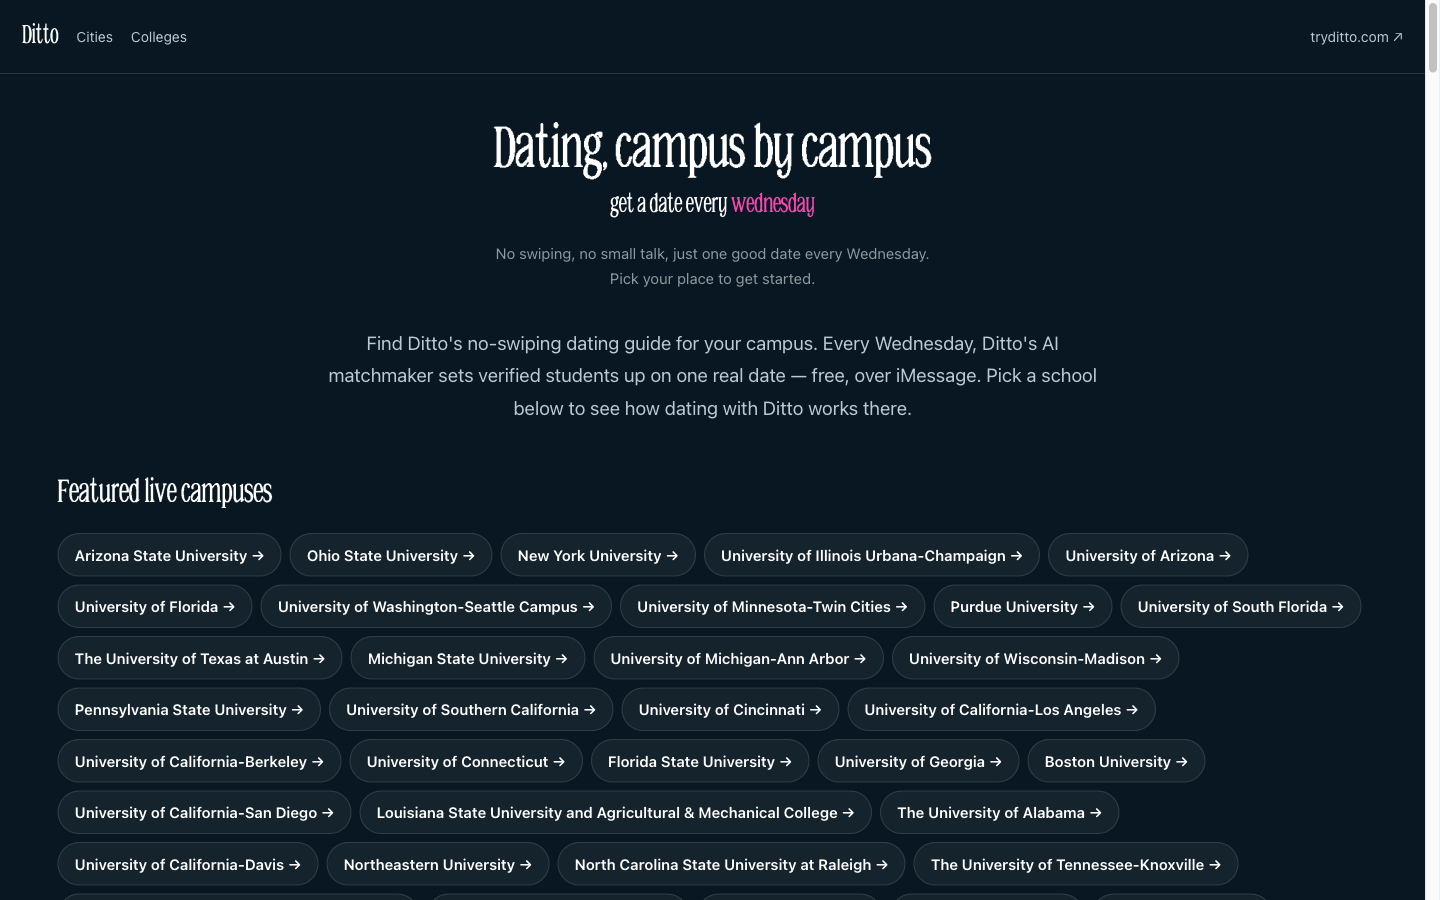 Ditto Cities Colleges tryditto.com ↗
Dating, campus by campus
get a date every wednesday
No swiping, no small talk, just one good date every Wednesday.
Pick your place to get started.
Find Ditto's no-swiping dating guide for your campus. Every Wednesday, Ditto's AI
matchmaker sets verified students up on one real date — free, over iMessage. Pick a school
below to see how dating with Ditto works there.
Featured live campuses
Arizona State University → Ohio State University → New York University → University of Illinois Urbana-Champaign → University of Arizona →
University of Florida → University of Washington-Seattle Campus → University of Minnesota-Twin Cities → Purdue University → University of South Florida →
The University of Texas at Austin → Michigan State University → University of Michigan-Ann Arbor → University of Wisconsin-Madison →
Pennsylvania State University → University of Southern California → University of Cincinnati → University of California-Los Angeles →
University of California-Berkeley → University of Connecticut → Florida State University → University of Georgia → Boston University →
University of California-San Diego → Louisiana State University and Agricultural & Mechanical College → The University of Alabama →
University of California-Davis → Northeastern University → North Carolina State University at Raleigh → The University of Tennessee-Knoxville →